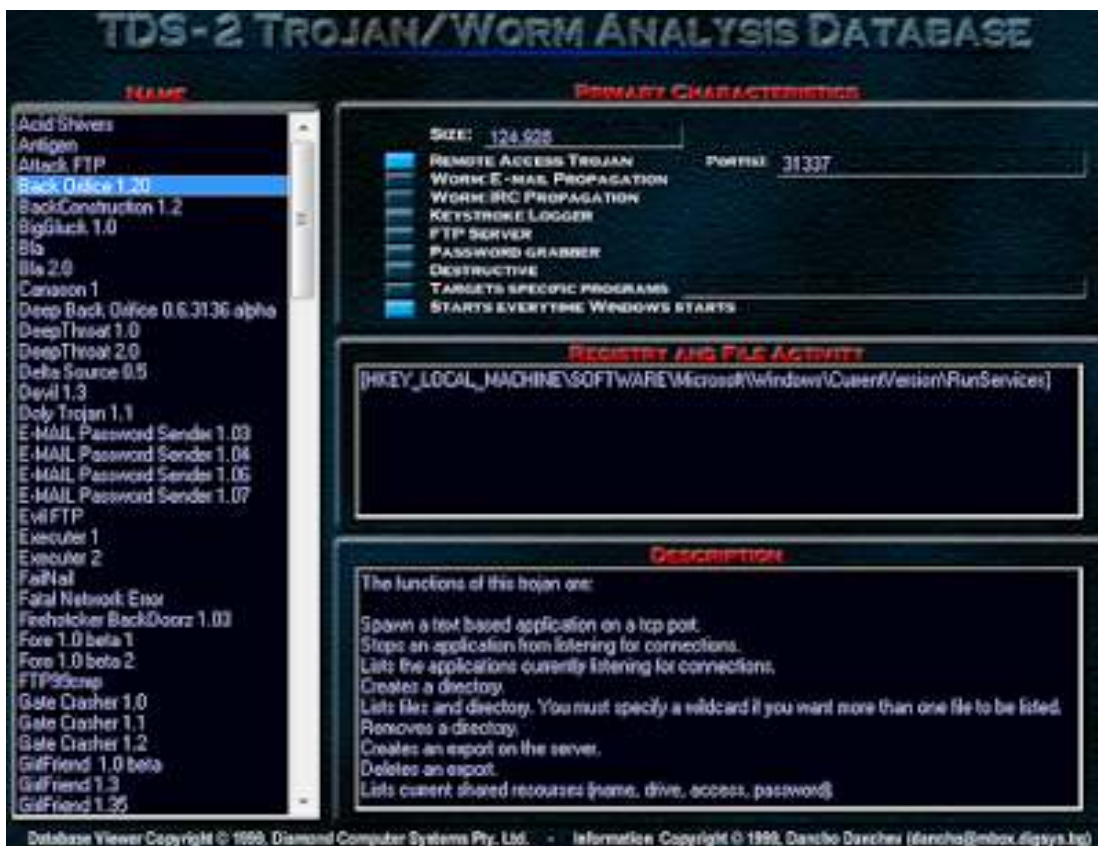 TDS-2 TROJAN/WORM ANALYSIS DATABASE
NAME
Acid Shivers
Antigen
Attack FTP
Back Orifice 1.20
BackConstruction 1.2
BigGluck 1.0
Bla
Bla 2.0
Canason 1
Deep Back Orifice 0.6.3136 alpha
DeepThroat 1.0
DeepThroat 2.0
Delta Source 0.5
Devil 1.3
Doly Trojan 1.1
E-MAIL Password Sender 1.03
E-MAIL Password Sender 1.04
E-MAIL Password Sender 1.06
E-MAIL Password Sender 1.07
Evil FTP
Executer 1
Executer 2
FailNail
Fatal Network Error
Firehotcker BackDoorz 1.03
Fore 1.0 beta 1
Fore 1.0 beta 2
FTP99cmp
Gate Crasher 1.0
Gate Crasher 1.1
Gate Crasher 1.2
GirlFriend 1.0 beta
GirlFriend 1.3
GirlFriend 1.35
PRIMARY CHARACTERISTICS
SIZE: 124.928
REMOTE ACCESS TROJAN PORT(S): 31337
WORM: E-MAIL PROPAGATION
WORM: IRC PROPAGATION
KEYSTROKE LOGGER
FTP SERVER
PASSWORD GRABBER
DESTRUCTIVE
TARGETS SPECIFIC PROGRAMS
STARTS EVERYTIME WINDOWS STARTS
REGISTRY AND FILE ACTIVITY
[HKEY_LOCAL_MACHINE\SOFTWARE\Microsoft\Windows\CurrentVersion\RunServices]
DESCRIPTION
The functions of this trojan are:
Spawn a text based application on a tcp port.
Stops an application from listening for connections.
Lists the applications currently listening for connections.
Creates a directory.
Lists files and directory. You must specify a wildcard if you want more than one file to be listed.
Removes a directory.
Creates an export on the server.
Deletes an export.
Lists current shared resourses (name, drive, access, password)
Database Viewer Copyright © 1999, Diamond Computer Systems Pty. Ltd. - Information Copyright © 1999, Dancho Danchev (dancho@mbox.digsys.bg)